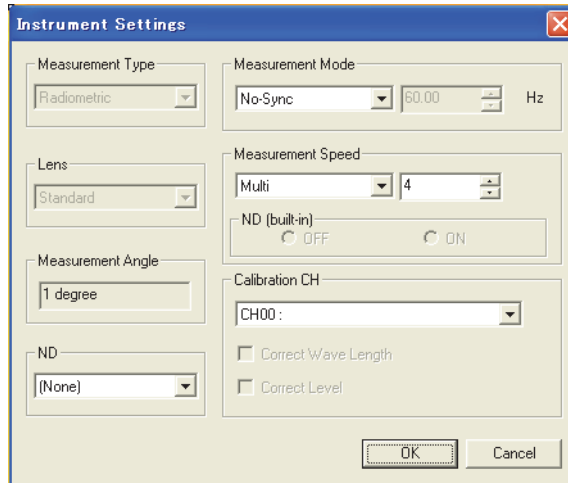 Instrument Settings
Measurement Type
Radiometric
Measurement Mode
No-Sync
60.00
Hz
Lens
Standard
Measurement Speed
Multi
4
ND (built-in)
OFF
ON
Measurement Angle
1 degree
Calibration CH
CH00 :
Correct Wave Length
Correct Level
ND
(None)
OK
Cancel